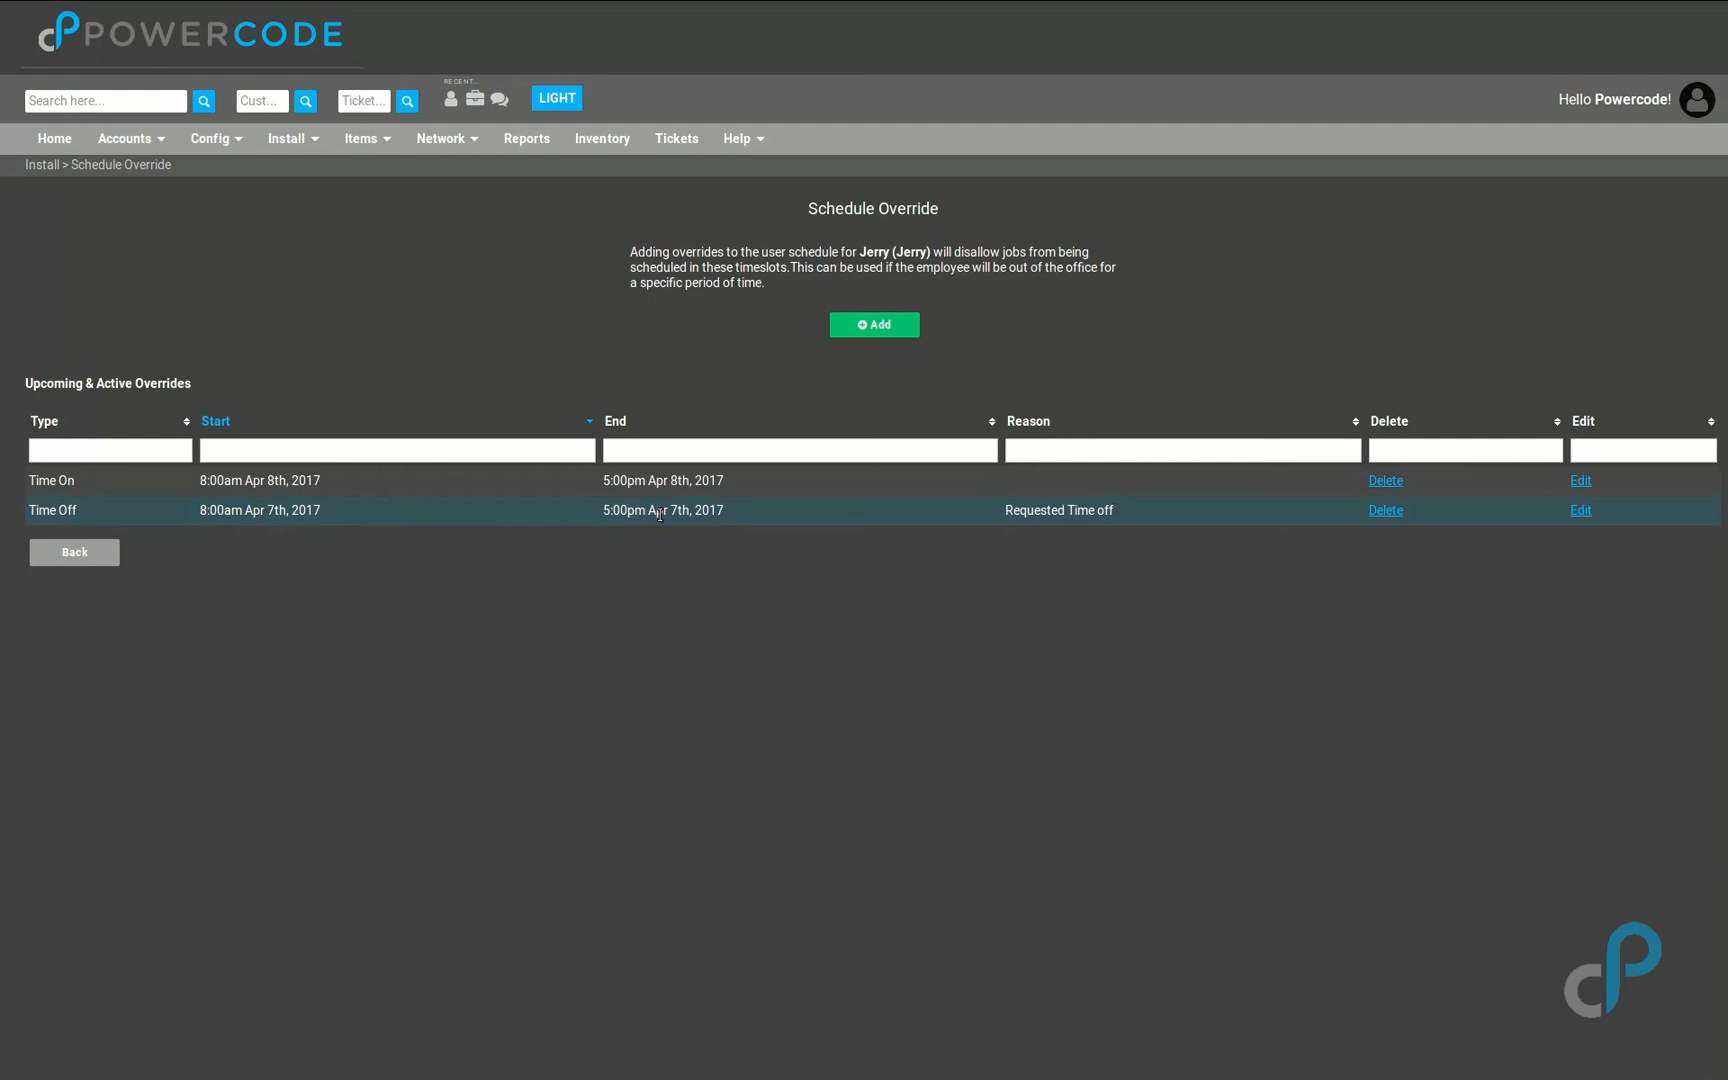 POWERCODE
RECENT...
Search here... Cust... Ticket... LIGHT Hello Powercode!
Home Accounts Config Install Items Network Reports Inventory Tickets Help
Install > Schedule Override
Schedule Override
Adding overrides to the user schedule for Jerry (Jerry) will disallow jobs from being
scheduled in these timeslots.This can be used if the employee will be out of the office for
a specific period of time.
Add
Upcoming & Active Overrides
Type Start End Reason Delete Edit
Time On 8:00am Apr 8th, 2017 5:00pm Apr 8th, 2017 Delete Edit
Time Off 8:00am Apr 7th, 2017 5:00pm Apr 7th, 2017 Requested Time off Delete Edit
Back